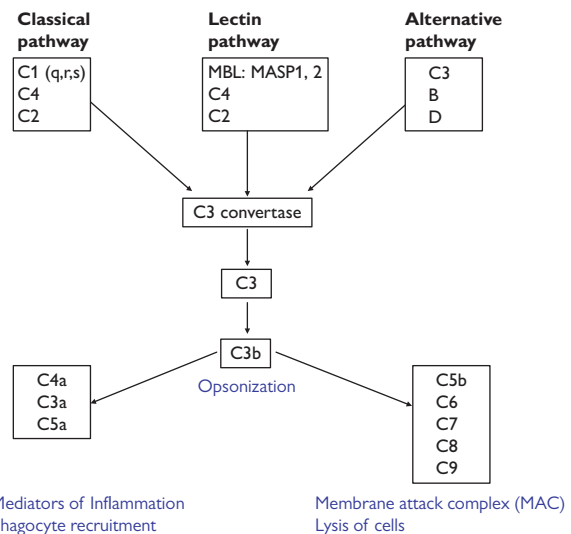 Classical
pathway
Lectin
pathway
Alternative
pathway
C1 (q,r,s)
C4
C2
MBL: MASP1, 2
C4
C2
C3
B
D
C3 convertase
C3
C3b
Opsonization
C4a
C3a
C5a
C5b
C6
C7
C8
C9
Mediators of Inflammation
hagocyte recruitment
Membrane attack complex (MAC)
Lysis of cells